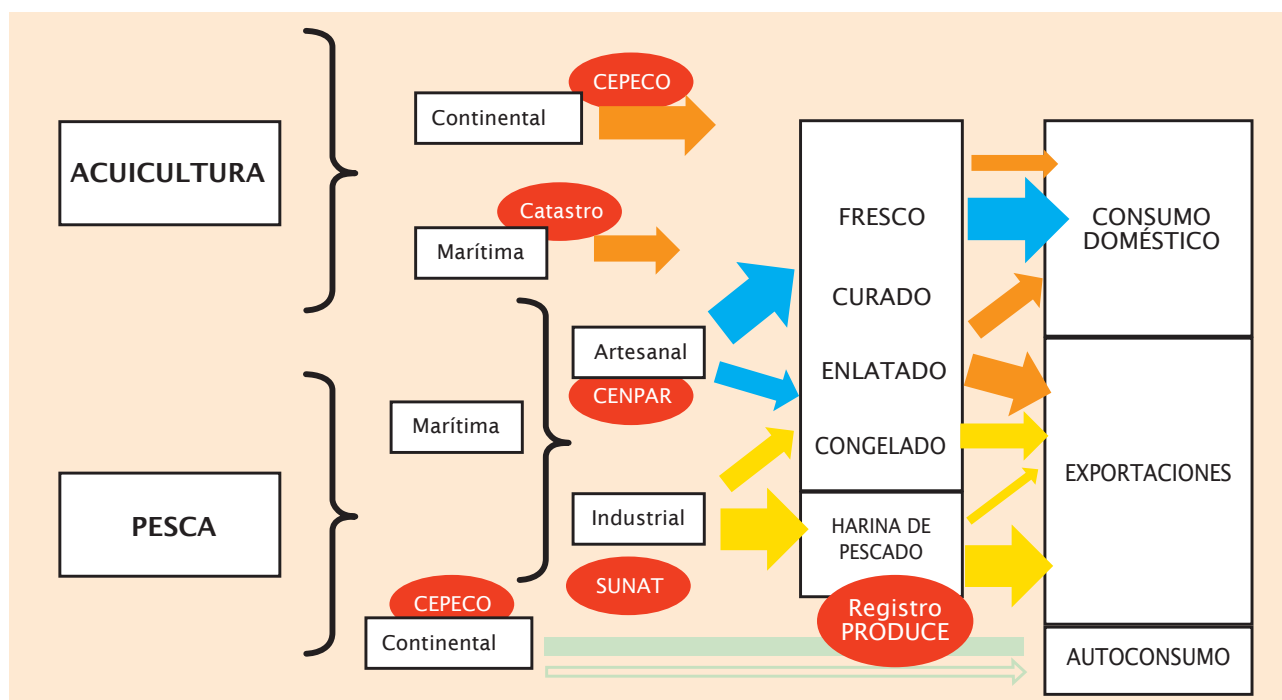 CEPECO
Continental
ACUICULTURA
Catastro
Marítima
Artesanal
CENPAR
Marítima
Industrial
SUNAT
PESCA
CEPECO
Continental
FRESCO
CURADO
ENLATADO
CONGELADO
HARINA DE
PESCADO
Registro
PRODUCE
CONSUMO
DOMÉSTICO
EXPORTACIONES
AUTOCONSUMO